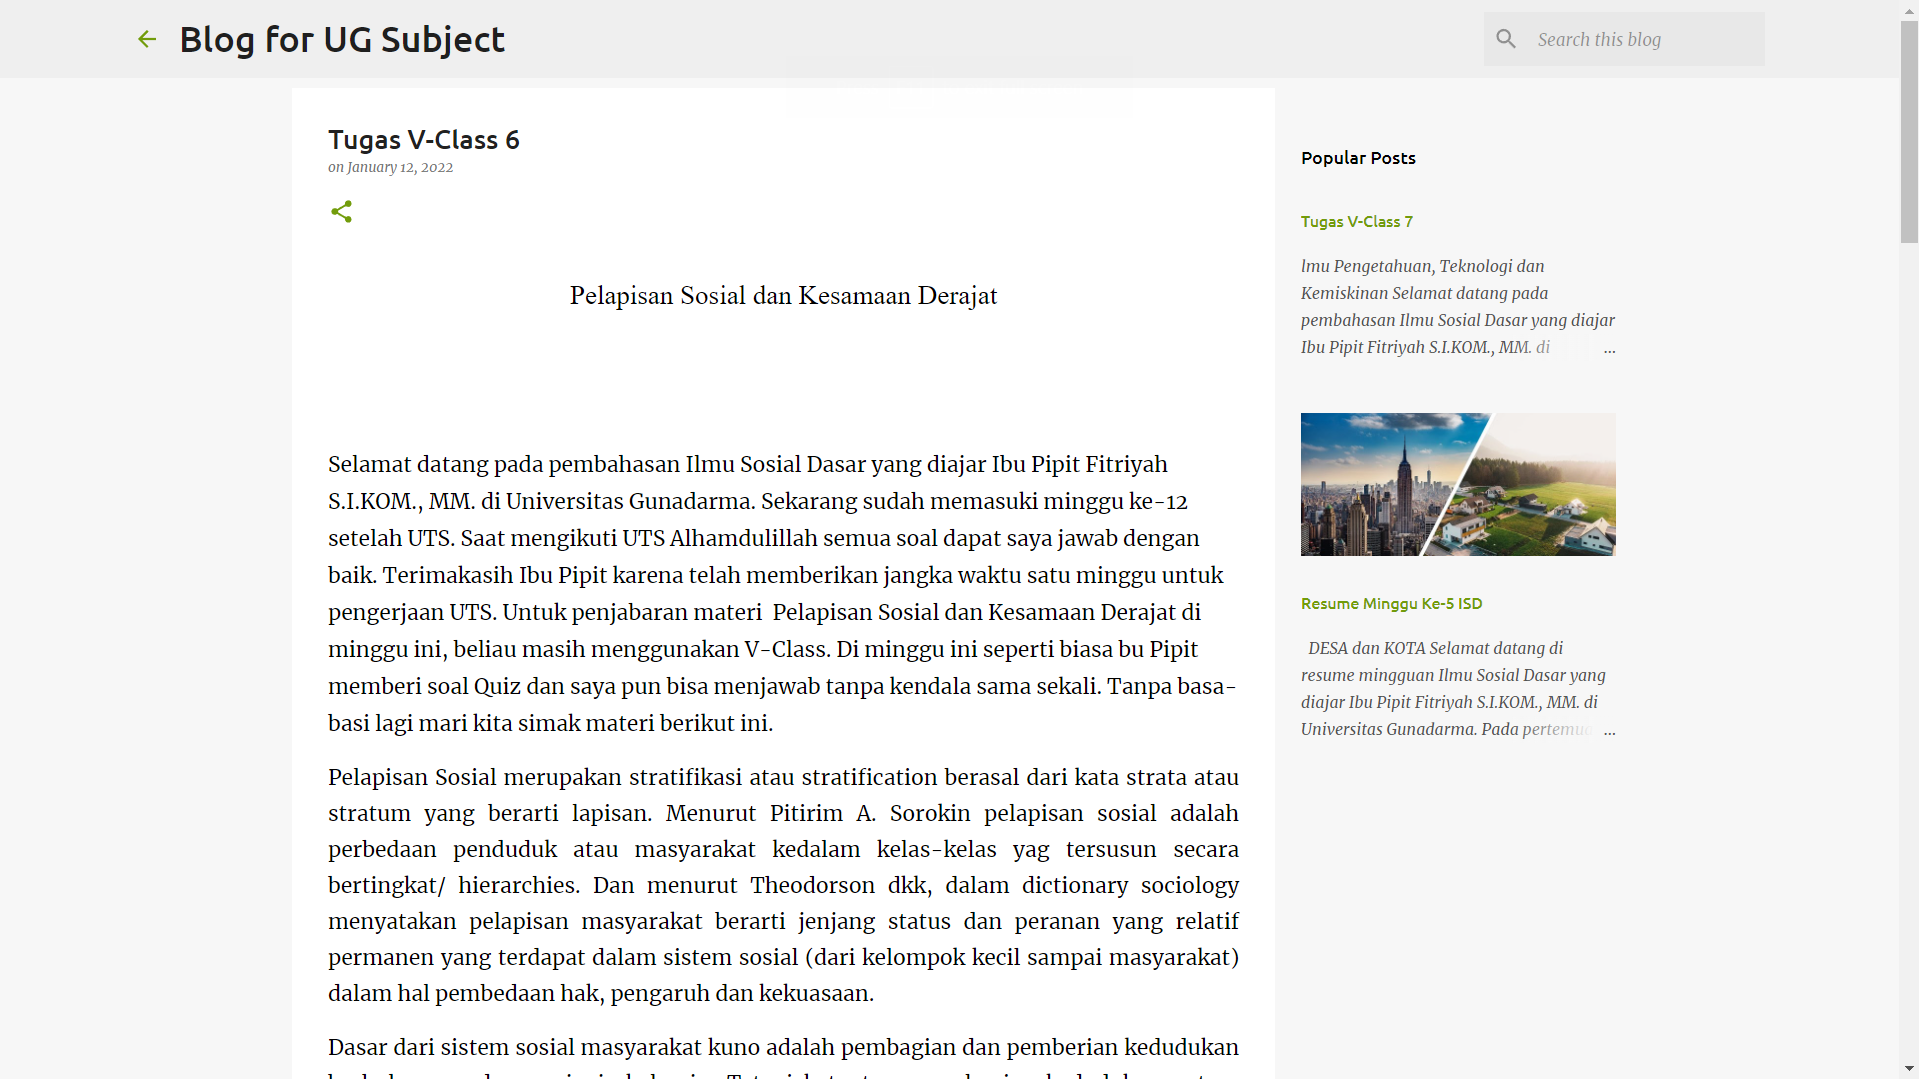 Blog for UG Subject
Search this blog
Tugas V-Class 6
on January 12, 2022
Pelapisan Sosial dan Kesamaan Derajat
Selamat datang pada pembahasan Ilmu Sosial Dasar yang diajar Ibu Pipit Fitriyah
S.I.KOM., MM. di Universitas Gunadarma. Sekarang sudah memasuki minggu ke-12
setelah UTS. Saat mengikuti UTS Alhamdulillah semua soal dapat saya jawab dengan
baik. Terimakasih Ibu Pipit karena telah memberikan jangka waktu satu minggu untuk
pengerjaan UTS. Untuk penjabaran materi  Pelapisan Sosial dan Kesamaan Derajat di
minggu ini, beliau masih menggunakan V-Class. Di minggu ini seperti biasa bu Pipit
memberi soal Quiz dan saya pun bisa menjawab tanpa kendala sama sekali. Tanpa basa-
basi lagi mari kita simak materi berikut ini.
Pelapisan Sosial merupakan stratifikasi atau stratification berasal dari kata strata atau
stratum yang berarti lapisan. Menurut Pitirim A. Sorokin pelapisan sosial adalah
perbedaan penduduk atau masyarakat kedalam kelas-kelas yag tersusun secara
bertingkat/ hierarchies. Dan menurut Theodorson dkk, dalam dictionary sociology
menyatakan pelapisan masyarakat berarti jenjang status dan peranan yang relatif
permanen yang terdapat dalam sistem sosial (dari kelompok kecil sampai masyarakat)
dalam hal pembedaan hak, pengaruh dan kekuasaan.
Dasar dari sistem sosial masyarakat kuno adalah pembagian dan pemberian kedudukan
Popular Posts
Tugas V-Class 7
lmu Pengetahuan, Teknologi dan
Kemiskinan Selamat datang pada
pembahasan Ilmu Sosial Dasar yang diajar
Ibu Pipit Fitriyah S.I.KOM., MM. di ...
Resume Minggu Ke-5 ISD
DESA dan KOTA Selamat datang di
resume mingguan Ilmu Sosial Dasar yang
diajar Ibu Pipit Fitriyah S.I.KOM., MM. di
Universitas Gunadarma. Pada ...